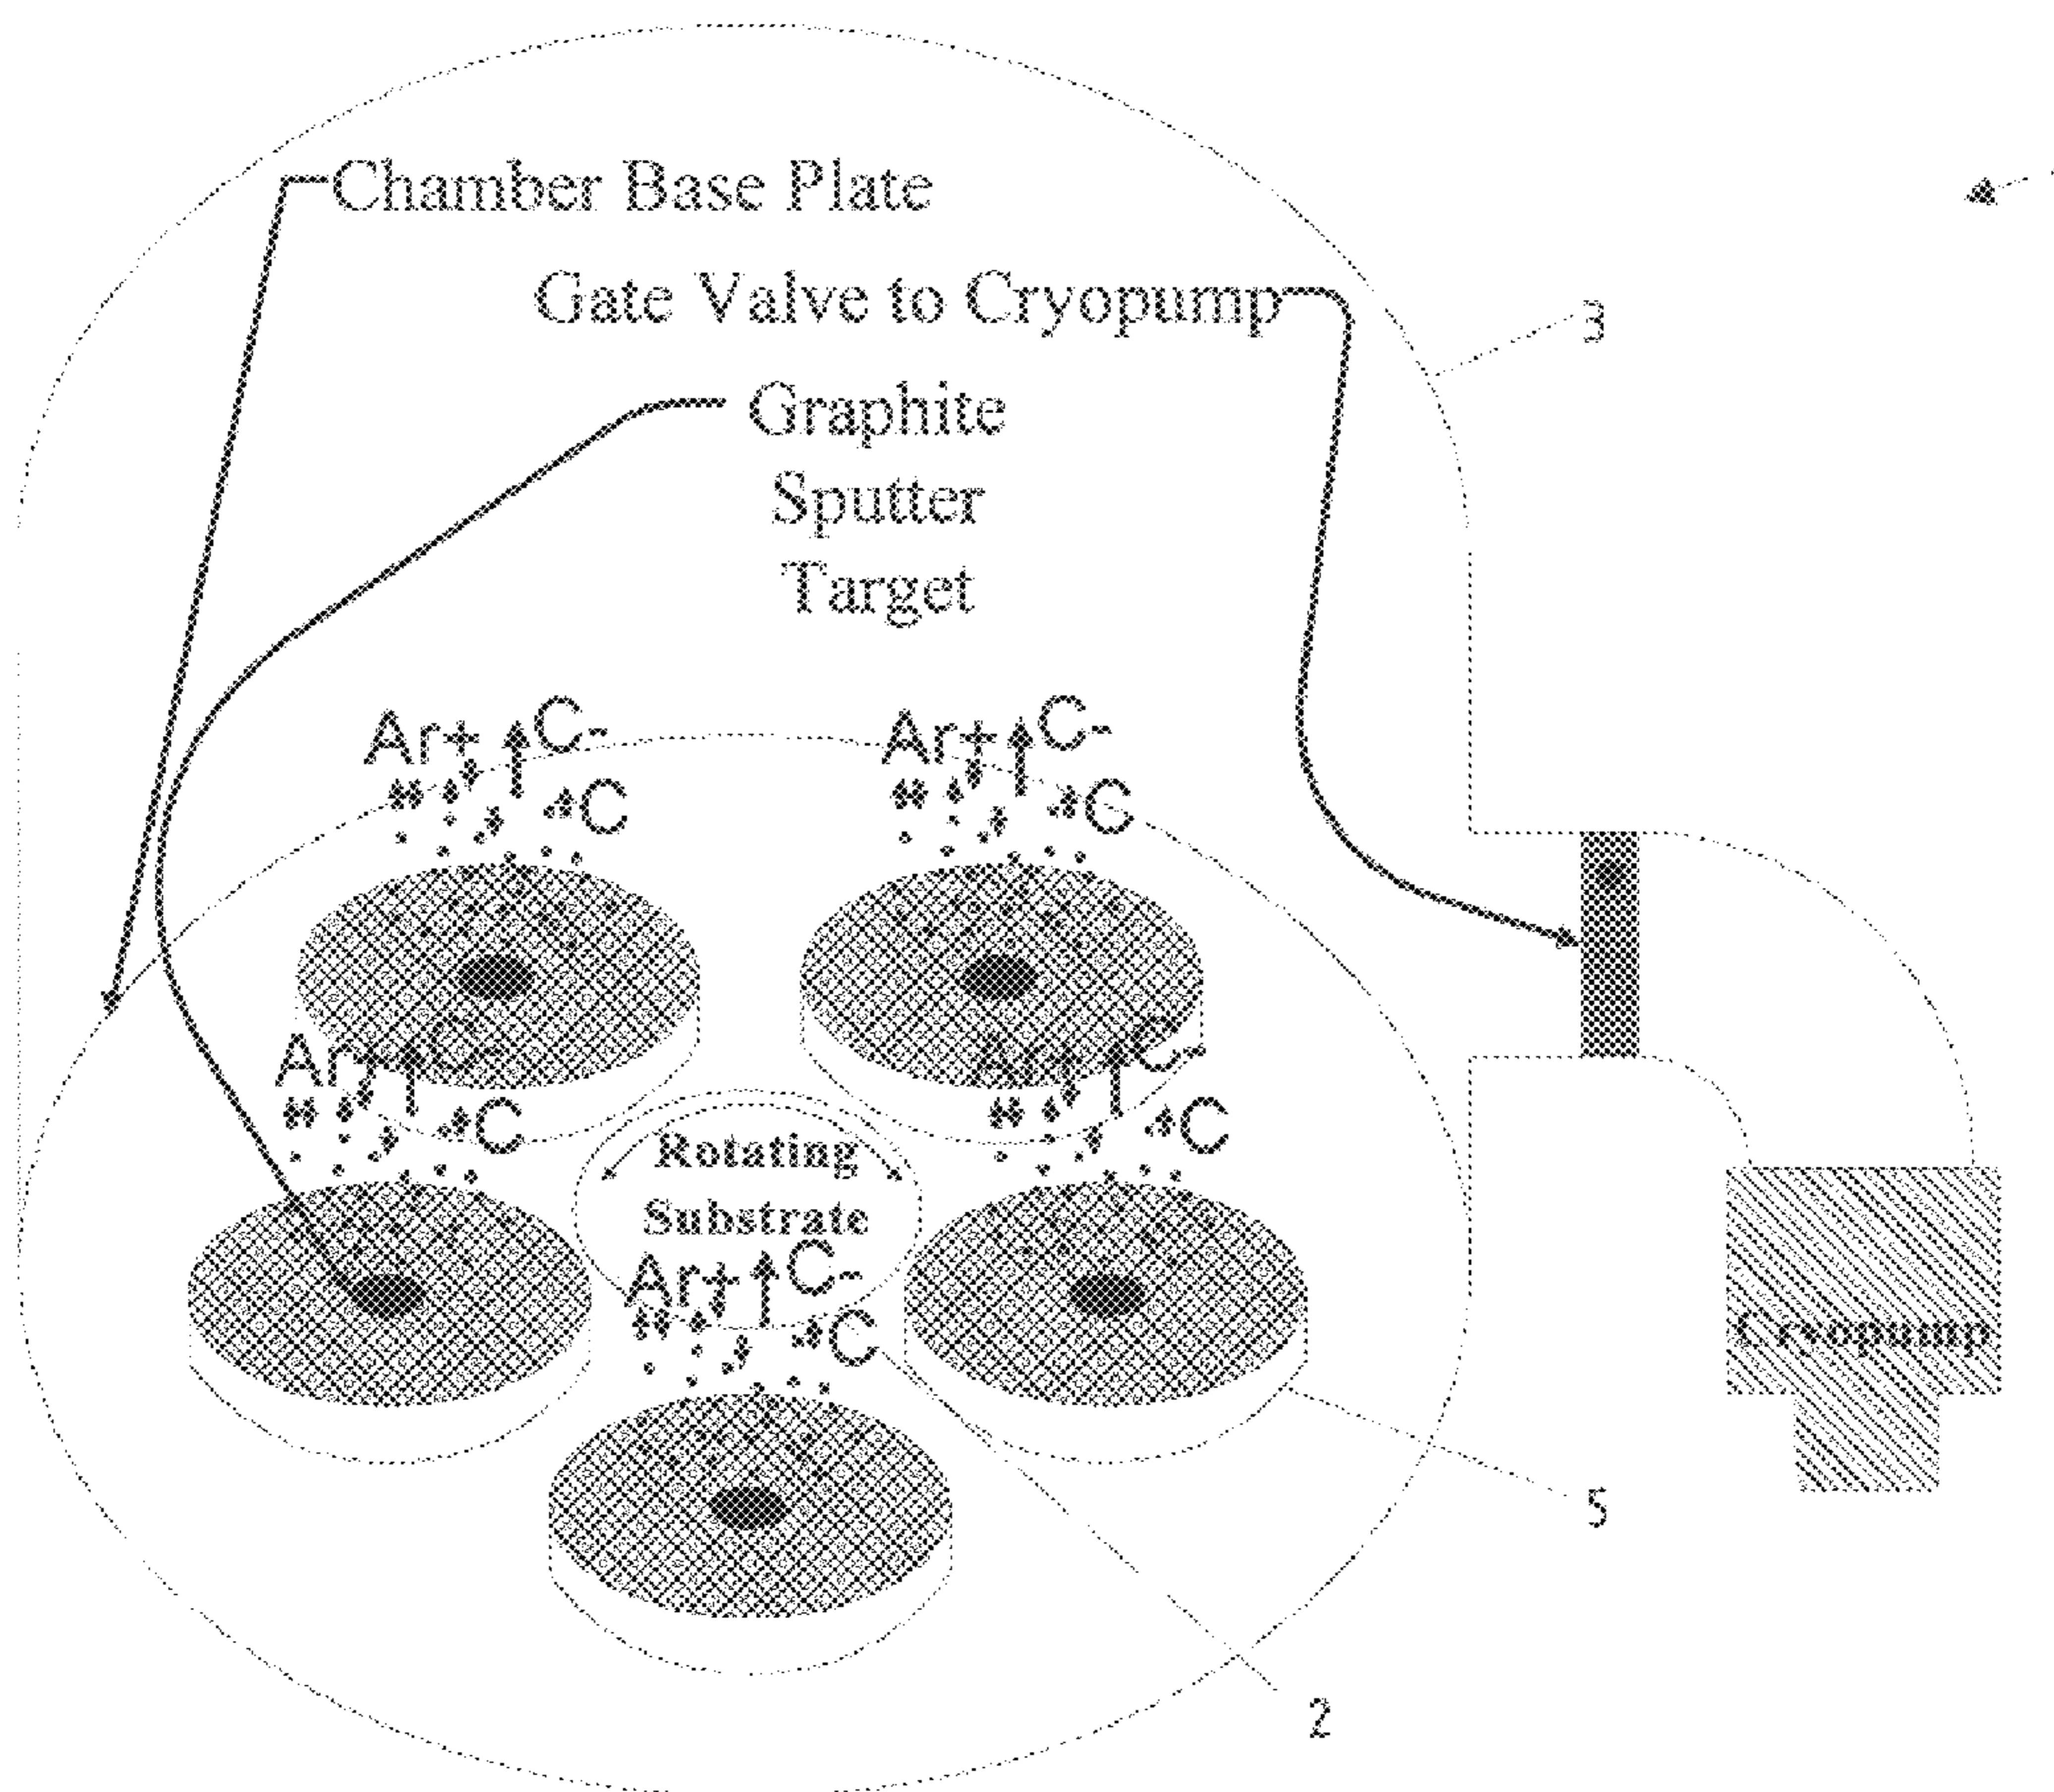 Chamber Base Plate
Gate Valve to Cryopump
3
Graphite
Sputter
Target
Ar+ C-
C
Ar+ C-
C
Ar+ C-
C
Ar+ C-
C
Rotating
Substrate
Ar+ C-
C
Cryopump
5
2